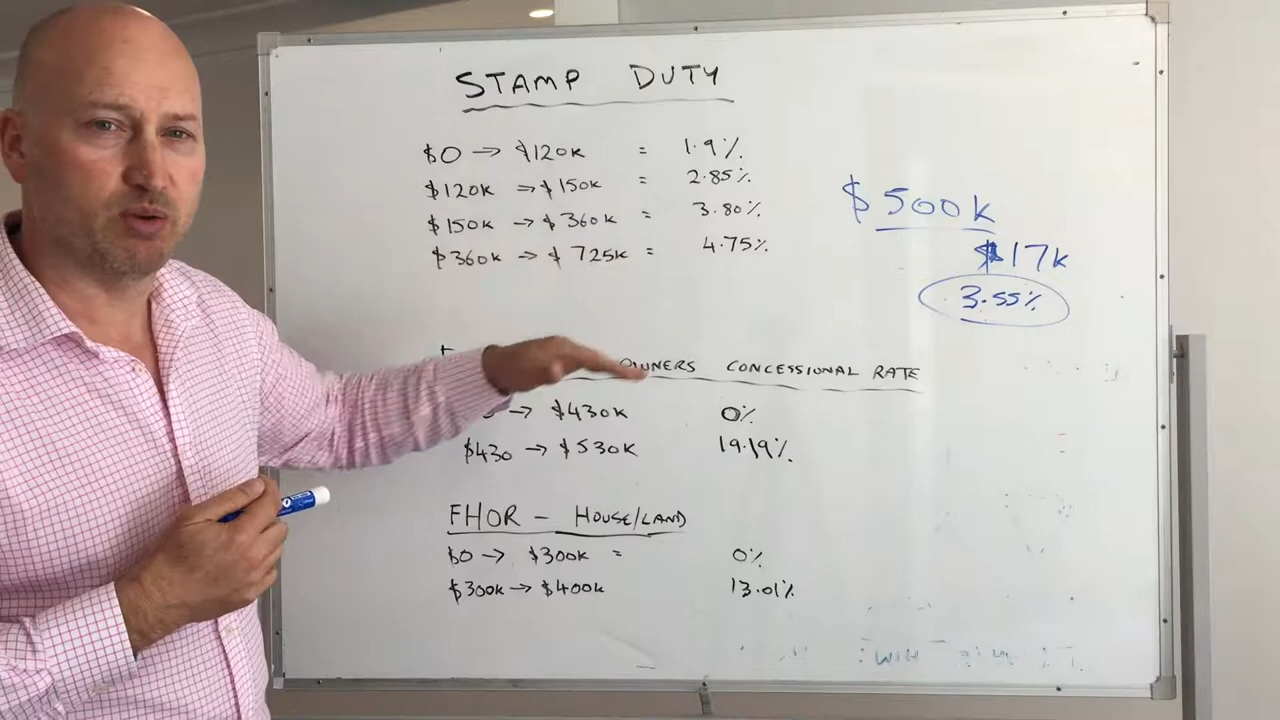 STAMP DUTY
$0 → $120k = 1.9%
$120k → $150k = 2.85%
$150k → $360k = 3.80%
$360k → $725k = 4.75%
$500k
$17k
3.55%
OWNERS CONCESSIONAL RATE
→ $430k 0%
$430 → $530k 19.19%
FHOR - HOUSE/LAND
$0 → $300k = 0%
$300k → $400k 13.01%